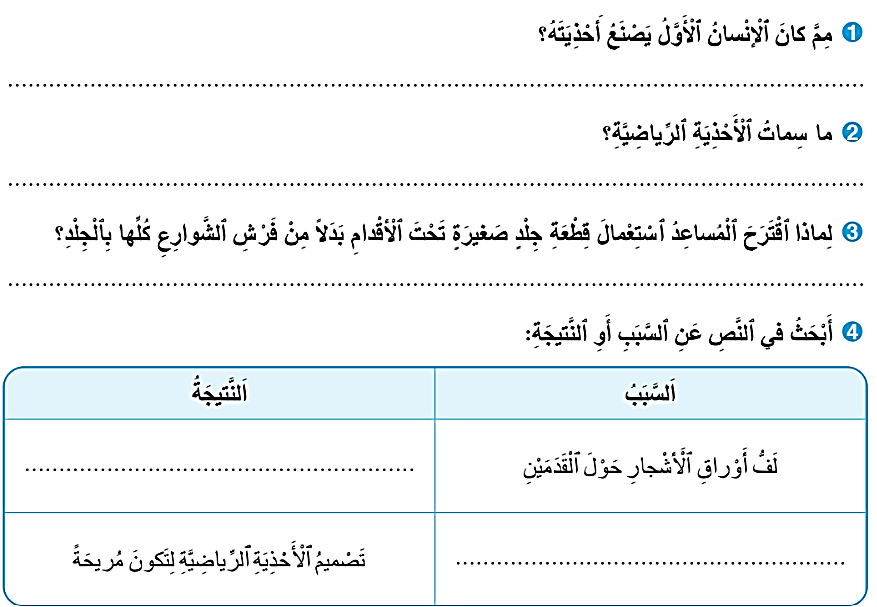 1 مِمَّ كانَ ٱلْإِنْسانُ ٱلْأَوَّلُ يَصْنَعُ أَحْذِيَتَهُ؟
2 ما سِماتُ ٱلْأَحْذِيَةِ ٱلرِّياضِيَّةِ؟
3 لِماذا ٱقْتَرَحَ ٱلْمُساعِدُ ٱسْتِعْمالَ قِطْعَةِ جِلْدٍ صَغيرَةٍ تَحْتَ ٱلْأَقْدامِ بَدَلاً مِنْ فَرْشِ ٱلشَّوارِعِ كُلِّها بِٱلْجِلْدِ؟
4 أَبْحَثُ في ٱلنَّصِ عَنِ ٱلسَّبَبِ أَوِ ٱلنَّتيجَةِ:
اَلسَّبَبُ اَلنَّتيجَةُ
لَفُّ أَوْراقِ ٱلْأَشْجارِ حَوْلَ ٱلْقَدَمَيْنِ
تَصْميمُ ٱلْأَحْذِيَةِ ٱلرِّياضِيَّةِ لِتَكونَ مُريحَةً